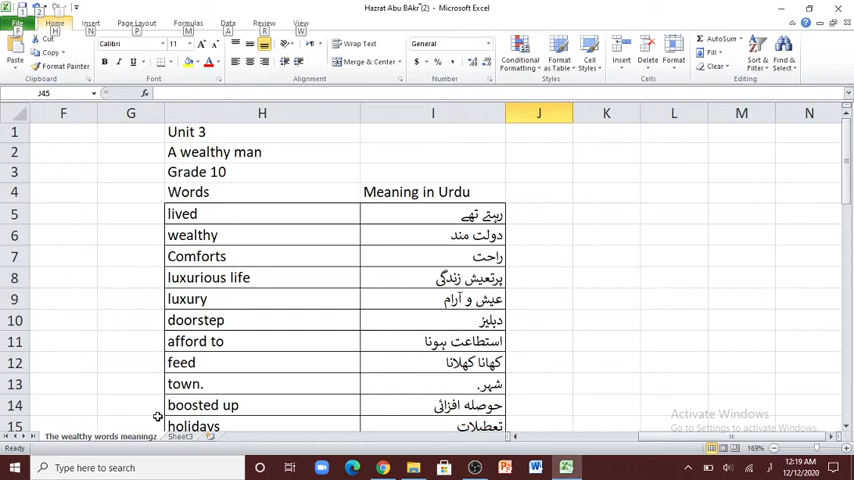 Hazrat Abu BAkr (2) - Microsoft Excel
File Home Insert Page Layout Formulas Data Review View
F H N P M A R W
Cut
Copy
Format Painter
Paste
Clipboard
Calibri 11
B I U
Font
Wrap Text
Merge & Center
Alignment
General
$ % ,
Number
Conditional Formatting
Format as Table
Cell Styles
Styles
Insert Delete Format
Cells
AutoSum
Fill
Clear
Sort & Filter
Find & Select
Editing
J45 fx
F G H I J K L M N
1 Unit 3
2 A wealthy man
3 Grade 10
4 Words Meaning in Urdu
5 lived رہتے تھے
6 wealthy دولت مند
7 Comforts راحت
8 luxurious life پرتعیش زندگی
9 luxury عیش و آرام
10 doorstep دہلیز
11 afford to استطاعت ہونا
12 feed کھانا کھلانا
13 town. شہر.
14 boosted up حوصلہ افزائی
15 holidays تعطیلات
Activate Windows
Go to Settings to activate Windows.
The wealthy words meaningz Sheet3
Ready 169%
Type here to search
12:19 AM
12/12/2020